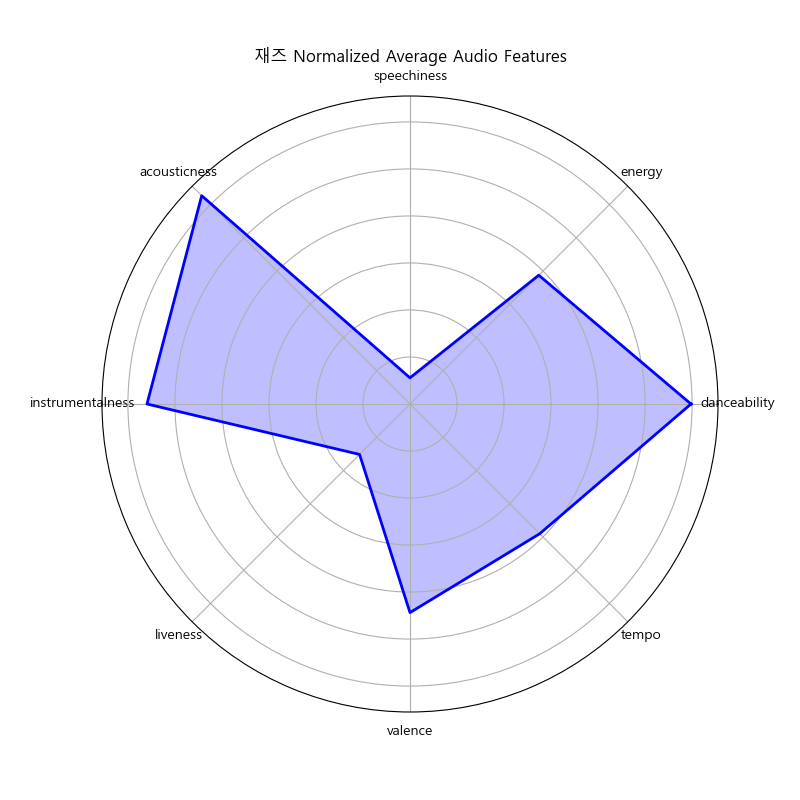 재즈 Normalized Average Audio Features
speechiness
acousticness
energy
instrumentalness
danceability
liveness
tempo
valence